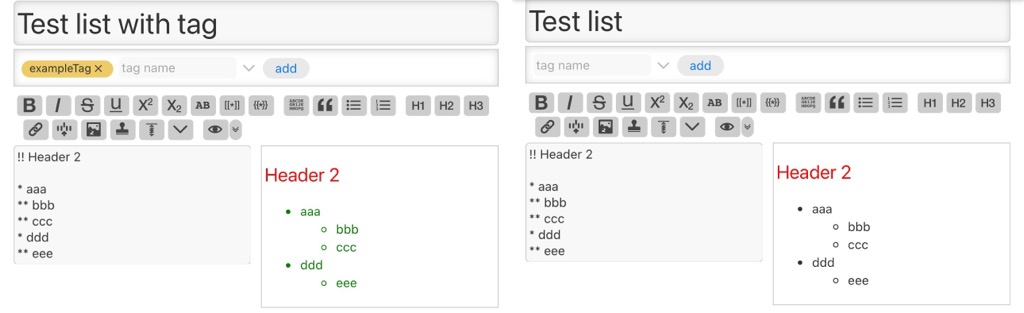 Test list with tag
exampleTag × tag name add
B I S U X² X₂ AB [[•]] {{•}} H1 H2 H3
!! Header 2
* aaa
** bbb
** ccc
* ddd
** eee
Header 2
• aaa
◦ bbb
◦ ccc
• ddd
◦ eee
Test list
tag name add
B I S U X² X₂ AB [[•]] {{•}} H1 H2 H3
!! Header 2
* aaa
** bbb
** ccc
* ddd
** eee
Header 2
• aaa
◦ bbb
◦ ccc
• ddd
◦ eee